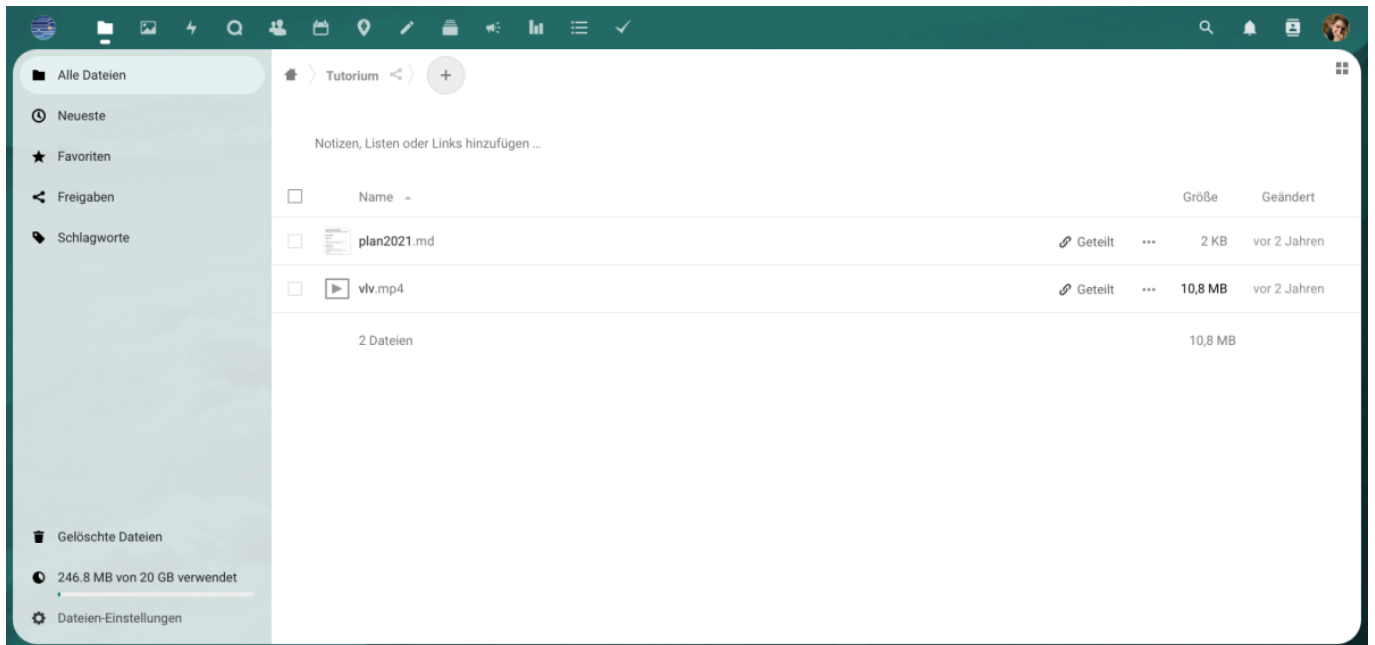 Alle Dateien
Neueste
Favoriten
Freigaben
Schlagworte
Gelöschte Dateien
246.8 MB von 20 GB verwendet
Dateien-Einstellungen
Tutorium
Notizen, Listen oder Links hinzufügen ...
Name Größe Geändert
plan2021.md Geteilt ... 2 KB vor 2 Jahren
vlv.mp4 Geteilt ... 10,8 MB vor 2 Jahren
2 Dateien 10,8 MB